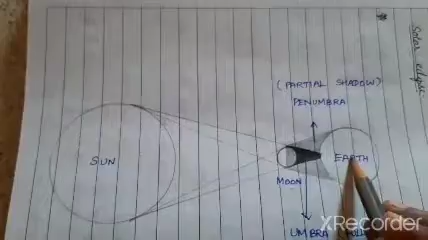 Solar eclipse
(PARTIAL SHADOW)
PENUMBRA
SUN
EARTH
MOON
UMBRA
XRecorder